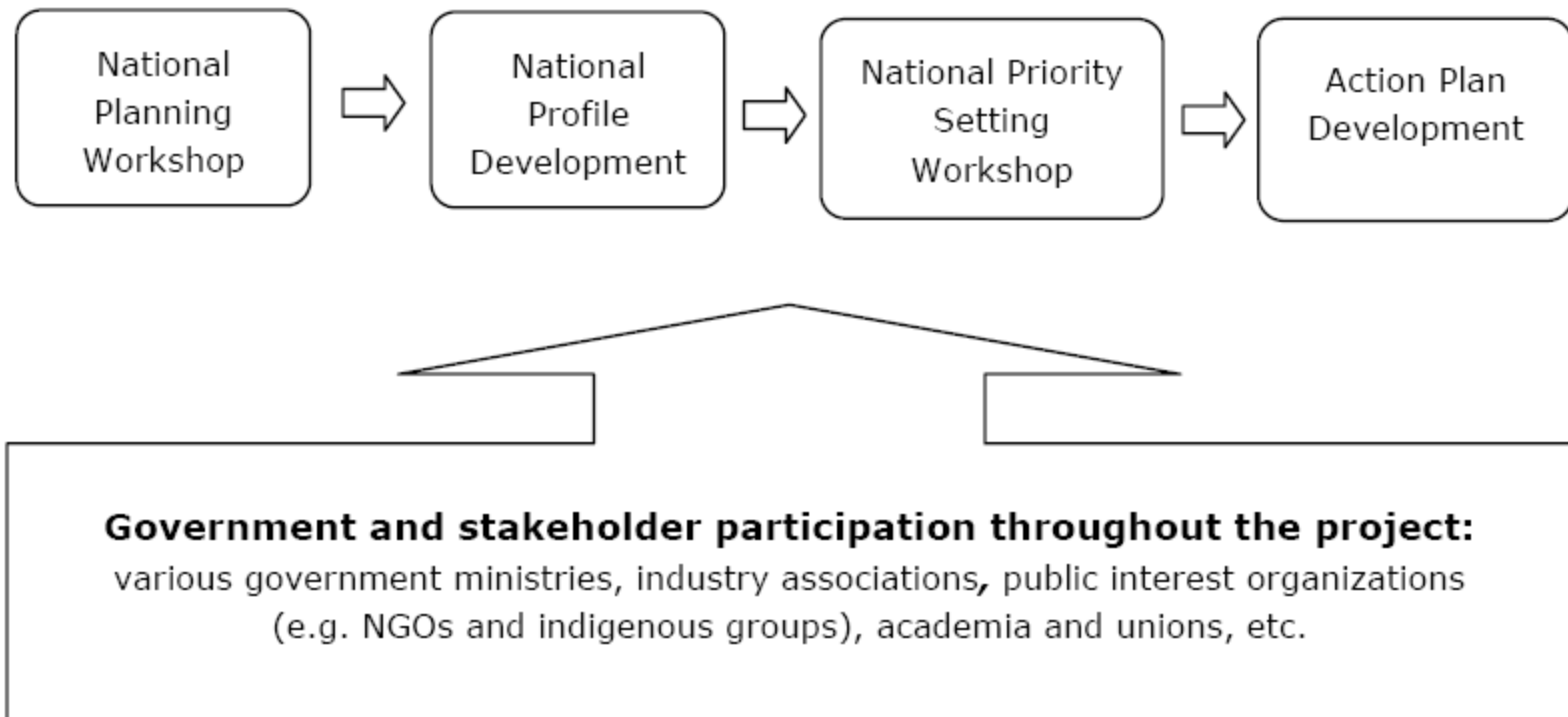 National
Planning
Workshop
National
Profile
Development
National Priority
Setting
Workshop
Action Plan
Development
Government and stakeholder participation throughout the project:
various government ministries, industry associations, public interest organizations
(e.g. NGOs and indigenous groups), academia and unions, etc.